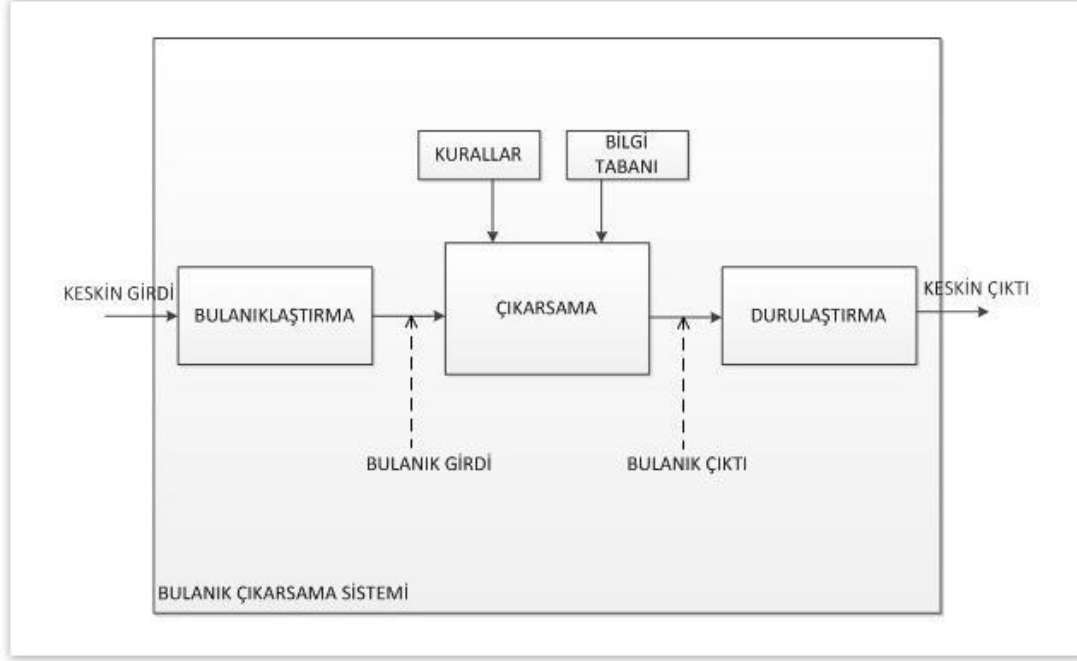 KURALLAR
BİLGİ
TABANI
KESKİN GİRDİ
BULANIKLAŞTIRMA
ÇIKARSAMA
DURULAŞTIRMA
KESKİN ÇIKTI
BULANIK GİRDİ
BULANIK ÇIKTI
BULANIK ÇIKARSAMA SİSTEMİ